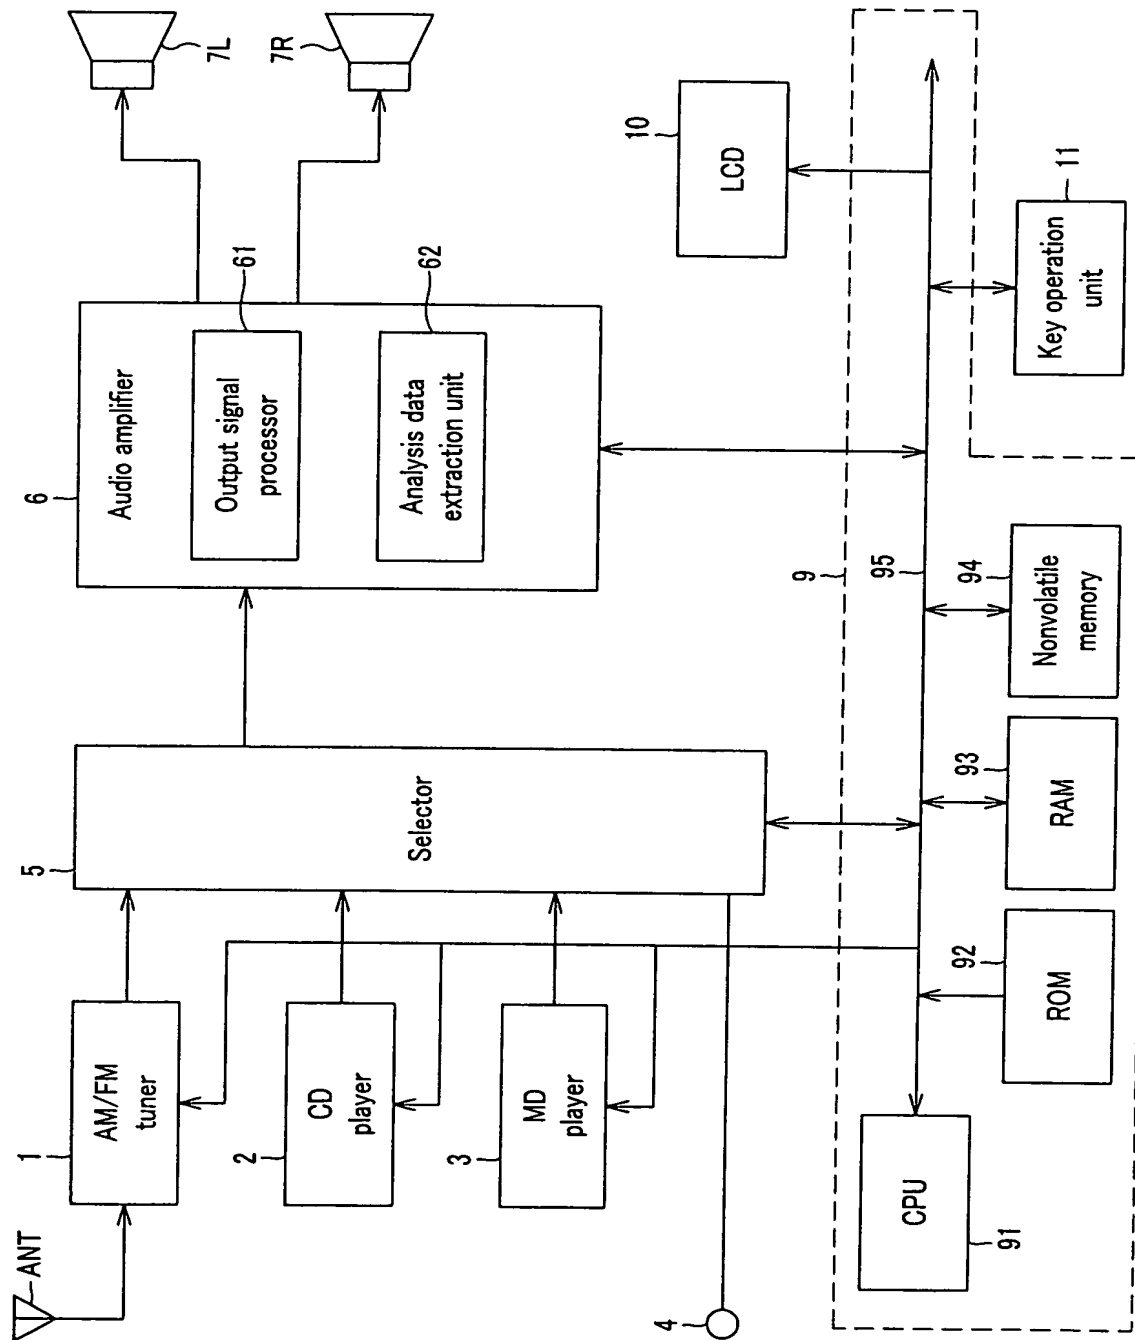 ANT
1
AM/FM
tuner
2
CD
player
3
MD
player
4
5
Selector
6
Audio amplifier
Output signal
processor
61
Analysis data
extraction unit
62
7L
7R
9
CPU
91
92
ROM
93
RAM
94
Nonvolatile
memory
95
10
LCD
11
Key operation
unit